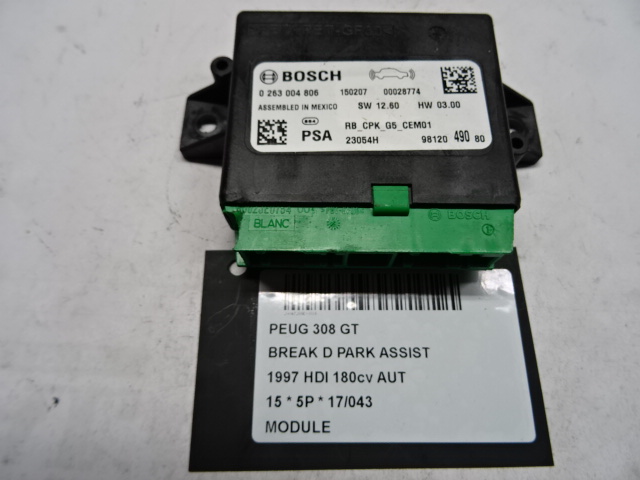 BOSCH
0 263 004 806 150207 00028774
ASSEMBLED IN MEXICO SW 12.60 HW 03.00
PSA RB_CPK_G5_CEM01
23054H 98120 490 80
BLANC BOSCH
PEUG 308 GT
BREAK D PARK ASSIST
1997 HDI 180cv AUT
15 * 5P * 17/043
MODULE